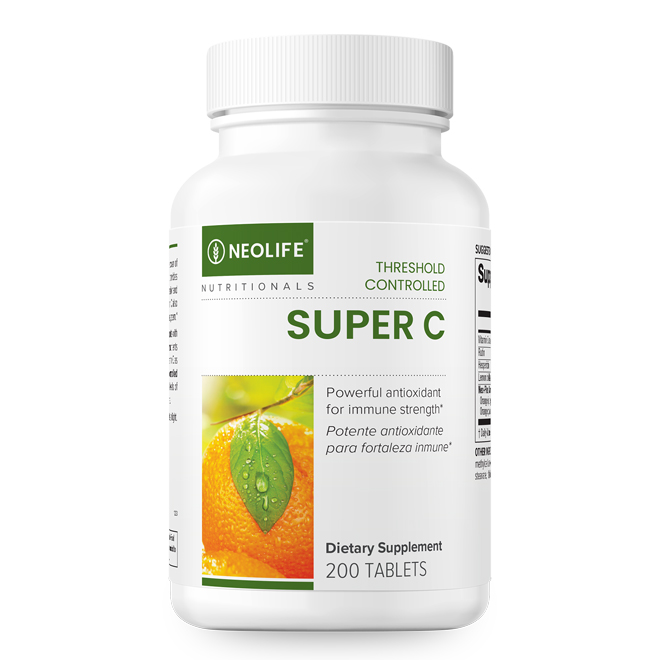 NEOLIFE®
NUTRITIONALS
THRESHOLD
CONTROLLED
SUPER C
Powerful antioxidant
for immune strength*
Potente antioxidante
para fortaleza inmune*
Dietary Supplement
200 TABLETS
Rutin